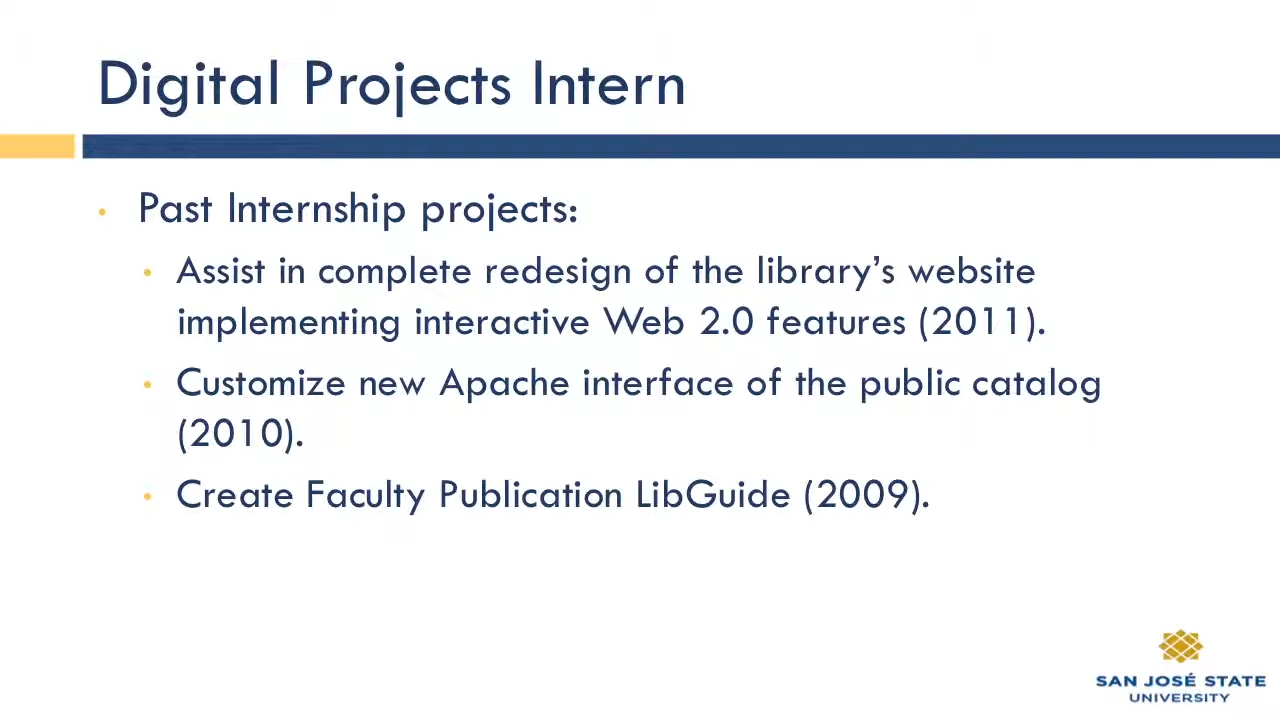 Digital Projects Intern
• Past Internship projects:
• Assist in complete redesign of the library’s website
implementing interactive Web 2.0 features (2011).
• Customize new Apache interface of the public catalog
(2010).
• Create Faculty Publication LibGuide (2009).
SAN JOSÉ STATE
UNIVERSITY